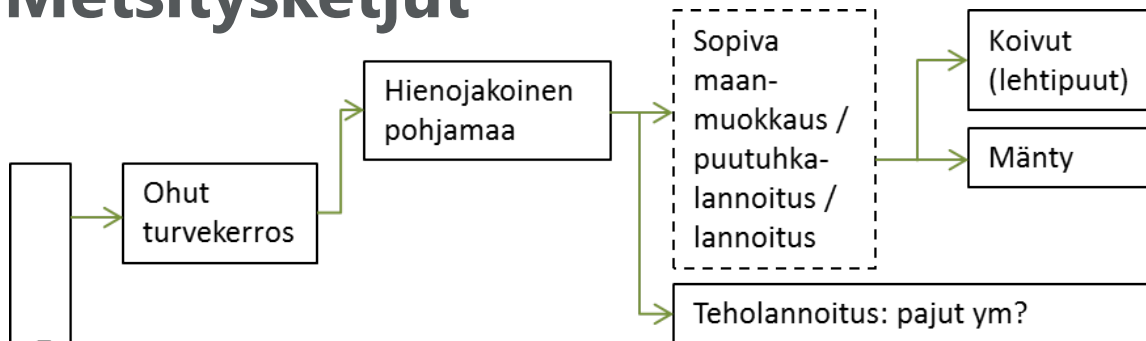 Metsitysketjut
Ohut
turvekerros
Hienojakoinen
pohjamaa
Sopiva
maan-
muokkaus /
puutuhka-
lannoitus /
lannoitus
Koivut
(lehtipuut)
Mänty
Teholannoitus: pajut ym?